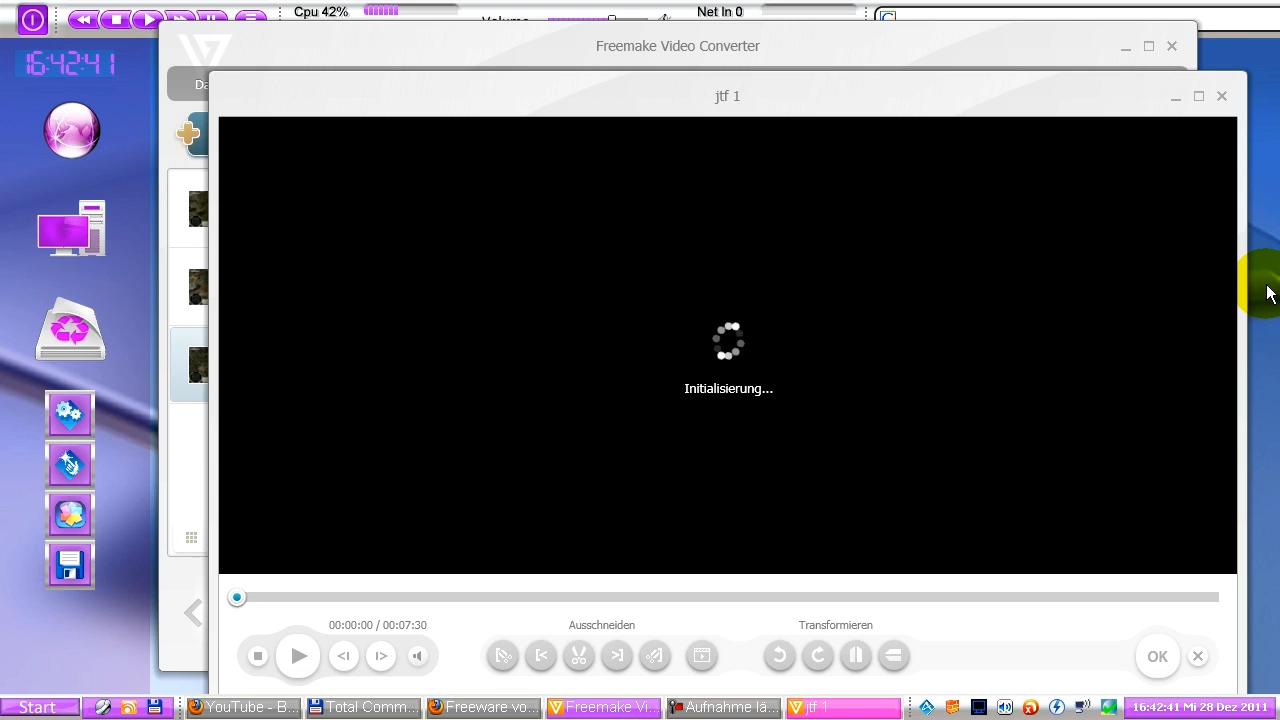 Cpu 42%
Volume
Net In 0
16:42:41
Freemake Video Converter
Da
jtf 1
Initialisierung...
00:00:00 / 00:07:30
Ausschneiden
Transformieren
OK
Start
YouTube - B...
Total Comm...
Freeware vo...
Freemake Vi...
Aufnahme lä...
jtf 1
16:42:41 Mi 28 Dez 2011